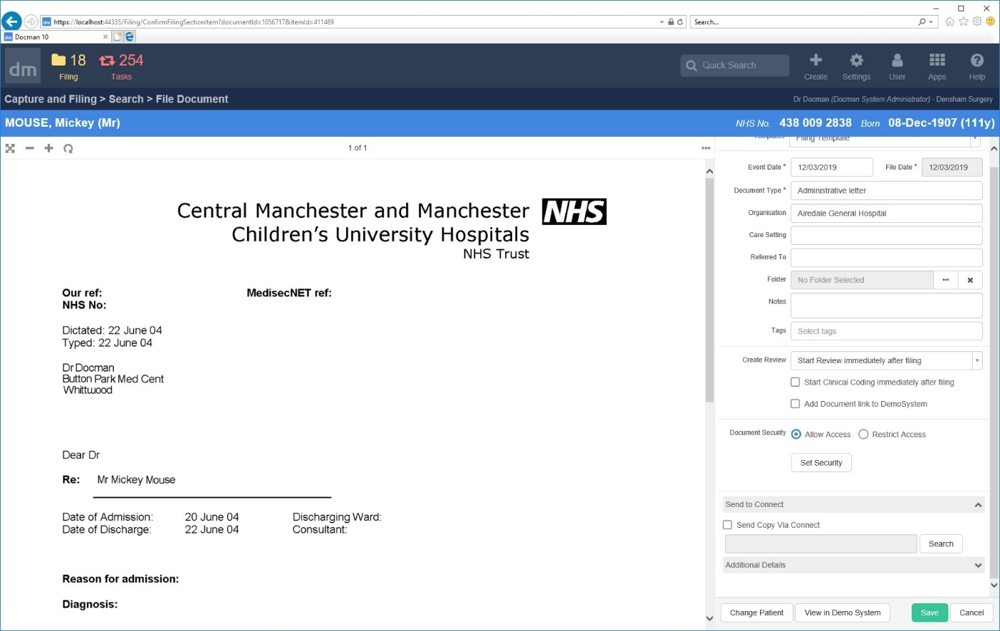 https://localhost:44335/Filing/ConfirmFilingSectionItem?documentId=1056717&itemId=411489
Search...
dm Docman 10
dm
18
Filing
254
Tasks
Quick Search
Create
Settings
User
Apps
Help
Capture and Filing > Search > File Document
Dr Docman (Docman System Administrator) - Densham Surgery
MOUSE, Mickey (Mr)
NHS No. 438 009 2838 Born 08-Dec-1907 (111y)
1 of 1
Central Manchester and Manchester NHS
Children's University Hospitals
NHS Trust
Our ref: MedisecNET ref:
NHS No:
Dictated: 22 June 04
Typed: 22 June 04
Dr Docman
Button Park Med Cent
Whittwood
Dear Dr
Re: Mr Mickey Mouse
Date of Admission: 20 June 04 Discharging Ward:
Date of Discharge: 22 June 04 Consultant:
Reason for admission:
Diagnosis:
Templates Filing Template
Event Date * 12/03/2019 File Date * 12/03/2019
Document Type * Administrative letter
Organisation Airedale General Hospital
Care Setting
Referred To
Folder No Folder Selected ...
Notes
Tags Select tags
Create Review Start Review immediately after filing
Start Clinical Coding immediately after filing
Add Document link to DemoSystem
Document Security Allow Access Restrict Access
Set Security
Send to Connect
Send Copy Via Connect
Search
Additional Details
Change Patient View in Demo System Save Cancel